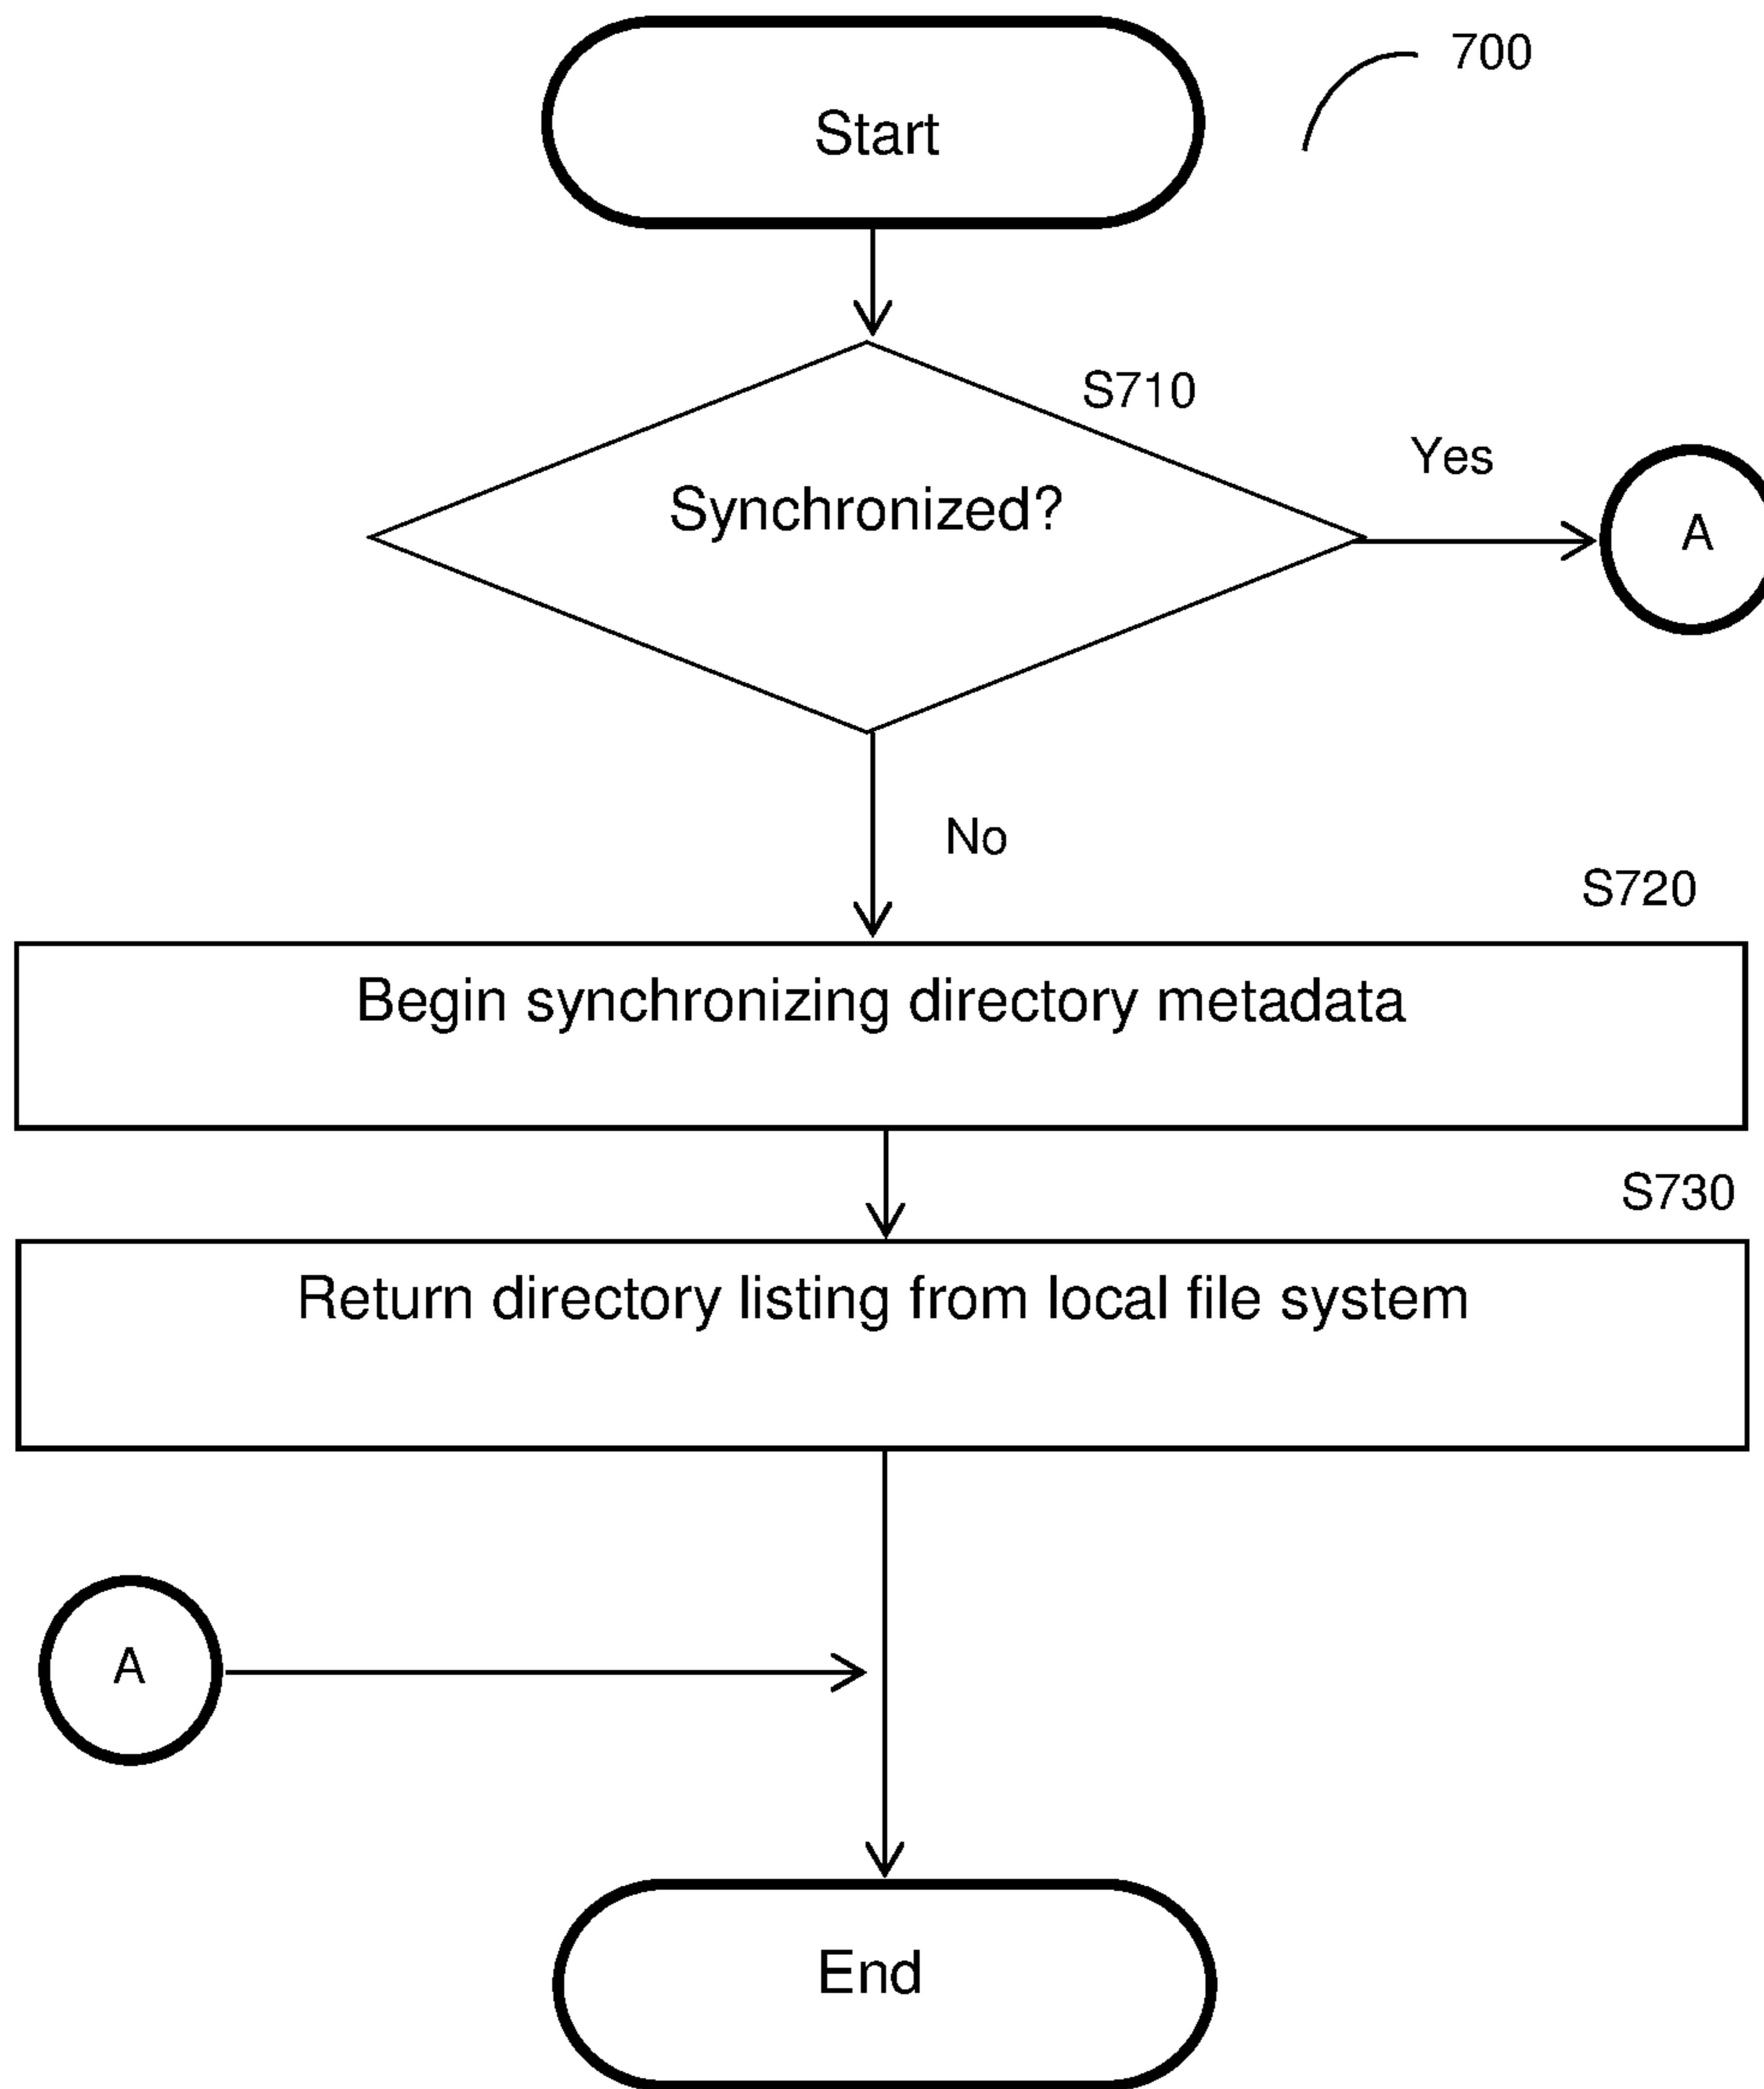 700
Start
S710
Synchronized?
Yes
A
No
S720
Begin synchronizing directory metadata
S730
Return directory listing from local file system
A
End